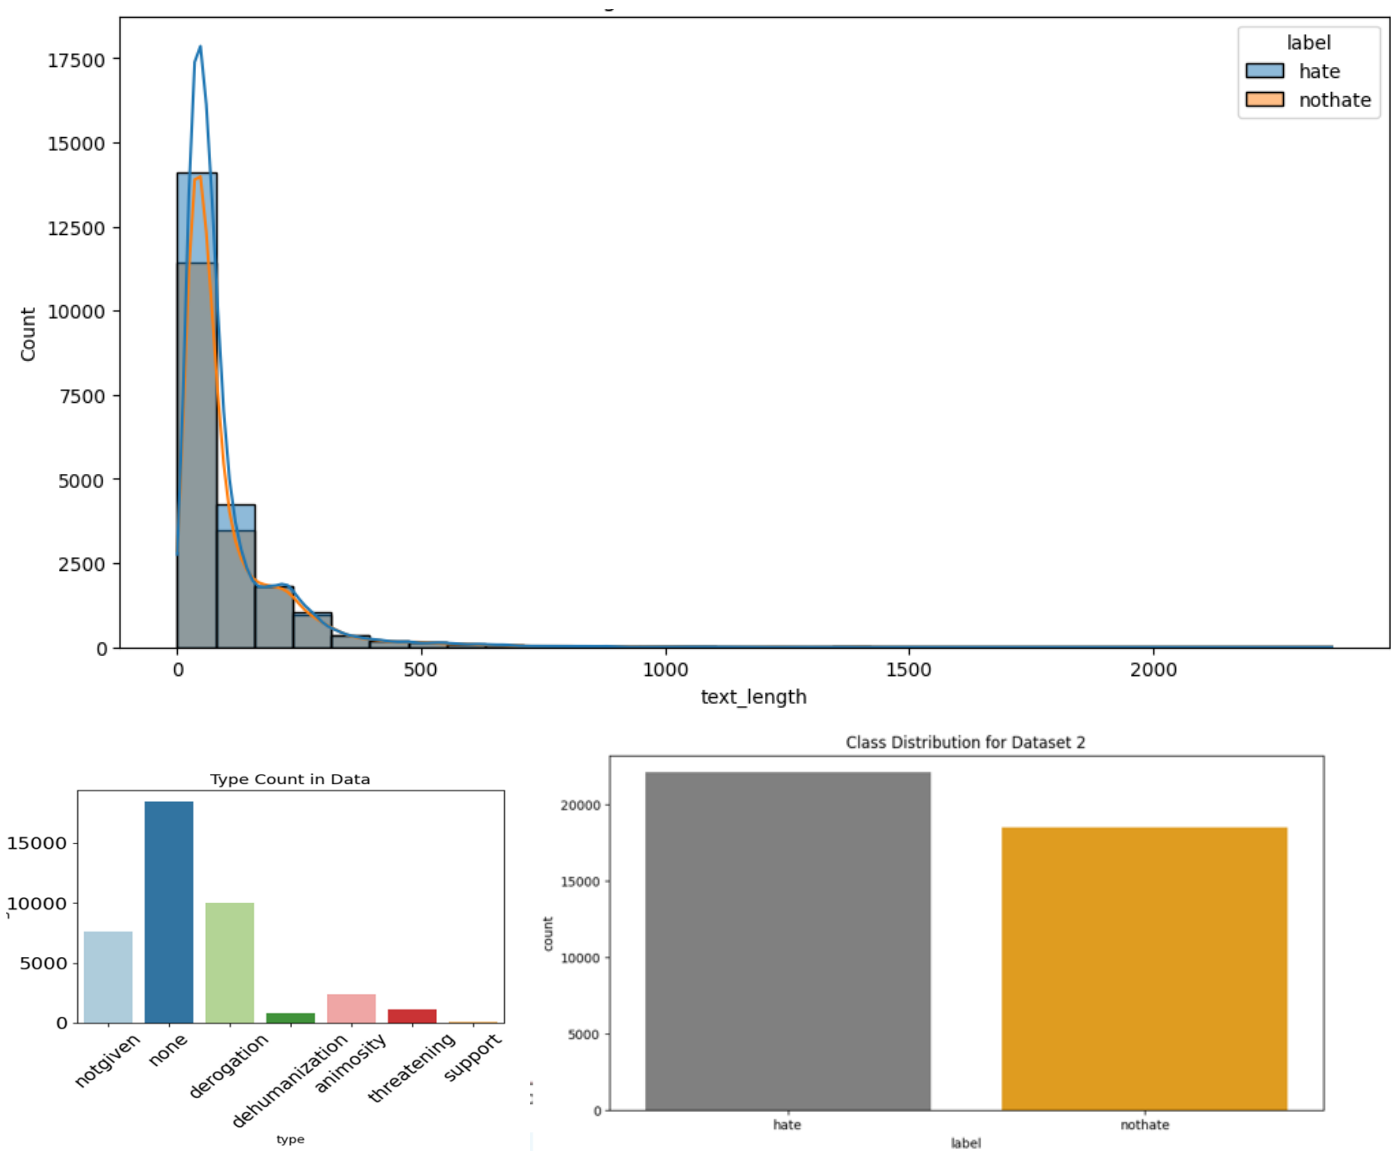 label
hate
nothate
17500
15000
12500
10000
7500
5000
2500
0
Count
0 500 1000 1500 2000
text_length
Type Count in Data
15000
10000
5000
0
notgiven none derogation dehumanization animosity threatening support
type
Class Distribution for Dataset 2
20000
15000
10000
5000
0
count
hate nothate
label